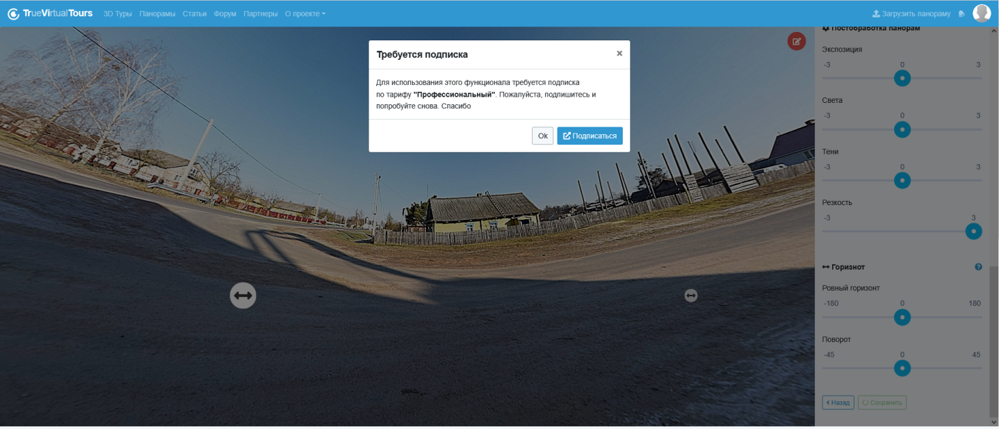 TrueVirtualTours 3D Туры Панорамы Статьи Форум Партнеры О проекте Загрузить панораму
Требуется подписка ×
Для использования этого функционала требуется подписка
по тарифу "Профессиональный". Пожалуйста, подпишитесь и
попробуйте снова. Спасибо
Ok Подписаться
Постобработка панорам
Экспозиция
-3 0 3
Света
-3 0 3
Тени
-3 0 3
Резкость
-3 3
Горизнот ?
Ровный горизонт
-180 0 180
Поворот
-45 0 45
Назад Сохранить